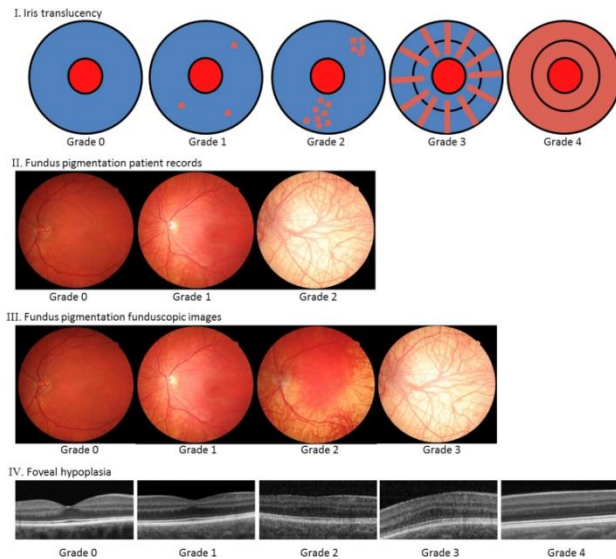 I. Iris translucency
Grade 0 Grade 1 Grade 2 Grade 3 Grade 4
II. Fundus pigmentation patient records
Grade 0 Grade 1 Grade 2
III. Fundus pigmentation funduscopic images
Grade 0 Grade 1 Grade 2 Grade 3
IV. Foveal hypoplasia
Grade 0 Grade 1 Grade 2 Grade 3 Grade 4